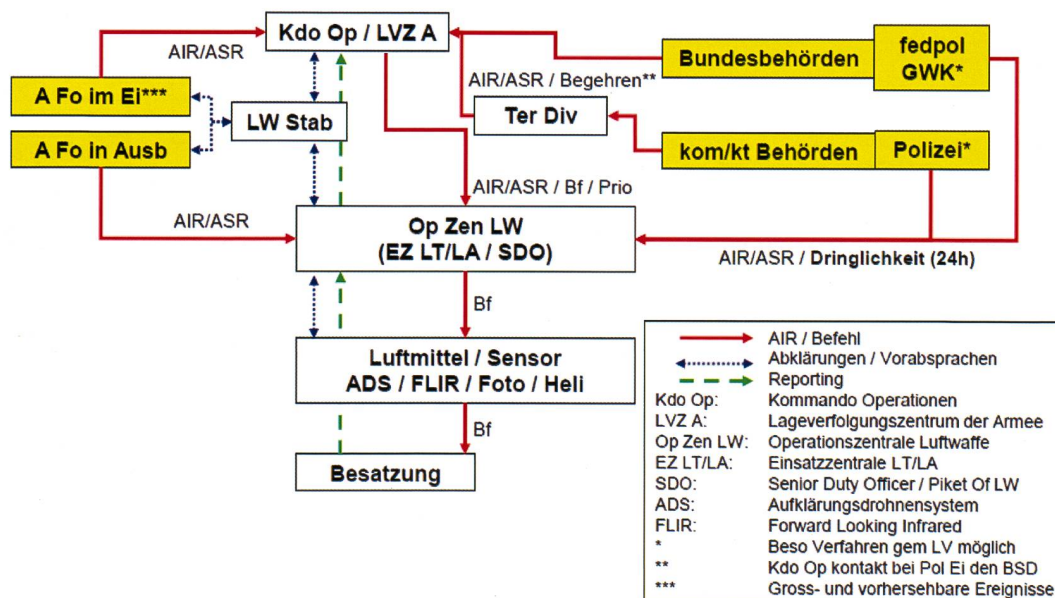 Kdo Op / LVZ A
AIR/ASR
Bundesbehörden
fedpol
GWK*
AIR/ASR / Begehren**
A Fo im Ei***
LW Stab
Ter Div
A Fo in Ausb
kom/kt Behörden
Polizei*
AIR/ASR / Bf / Prio
AIR/ASR
Op Zen LW
(EZ LT/LA / SDO)
AIR/ASR / Dringlichkeit (24h)
Bf
Luftmittel / Sensor
ADS / FLIR / Foto / Heli
Bf
Besatzung
AIR / Befehl
Abklärungen / Vorabsprachen
Reporting
Kdo Op: Kommando Operationen
LVZ A: Lageverfolgungszentrum der Armee
Op Zen LW: Operationszentrale Luftwaffe
EZ LT/LA: Einsatzzentrale LT/LA
SDO: Senior Duty Officer / Piket Of LW
ADS: Aufklärungsdrohnensystem
FLIR: Forward Looking Infrared
* Beso Verfahren gem LV möglich
** Kdo Op kontakt bei Pol Ei den BSD
*** Gross- und vorhersehbare Ereignisse